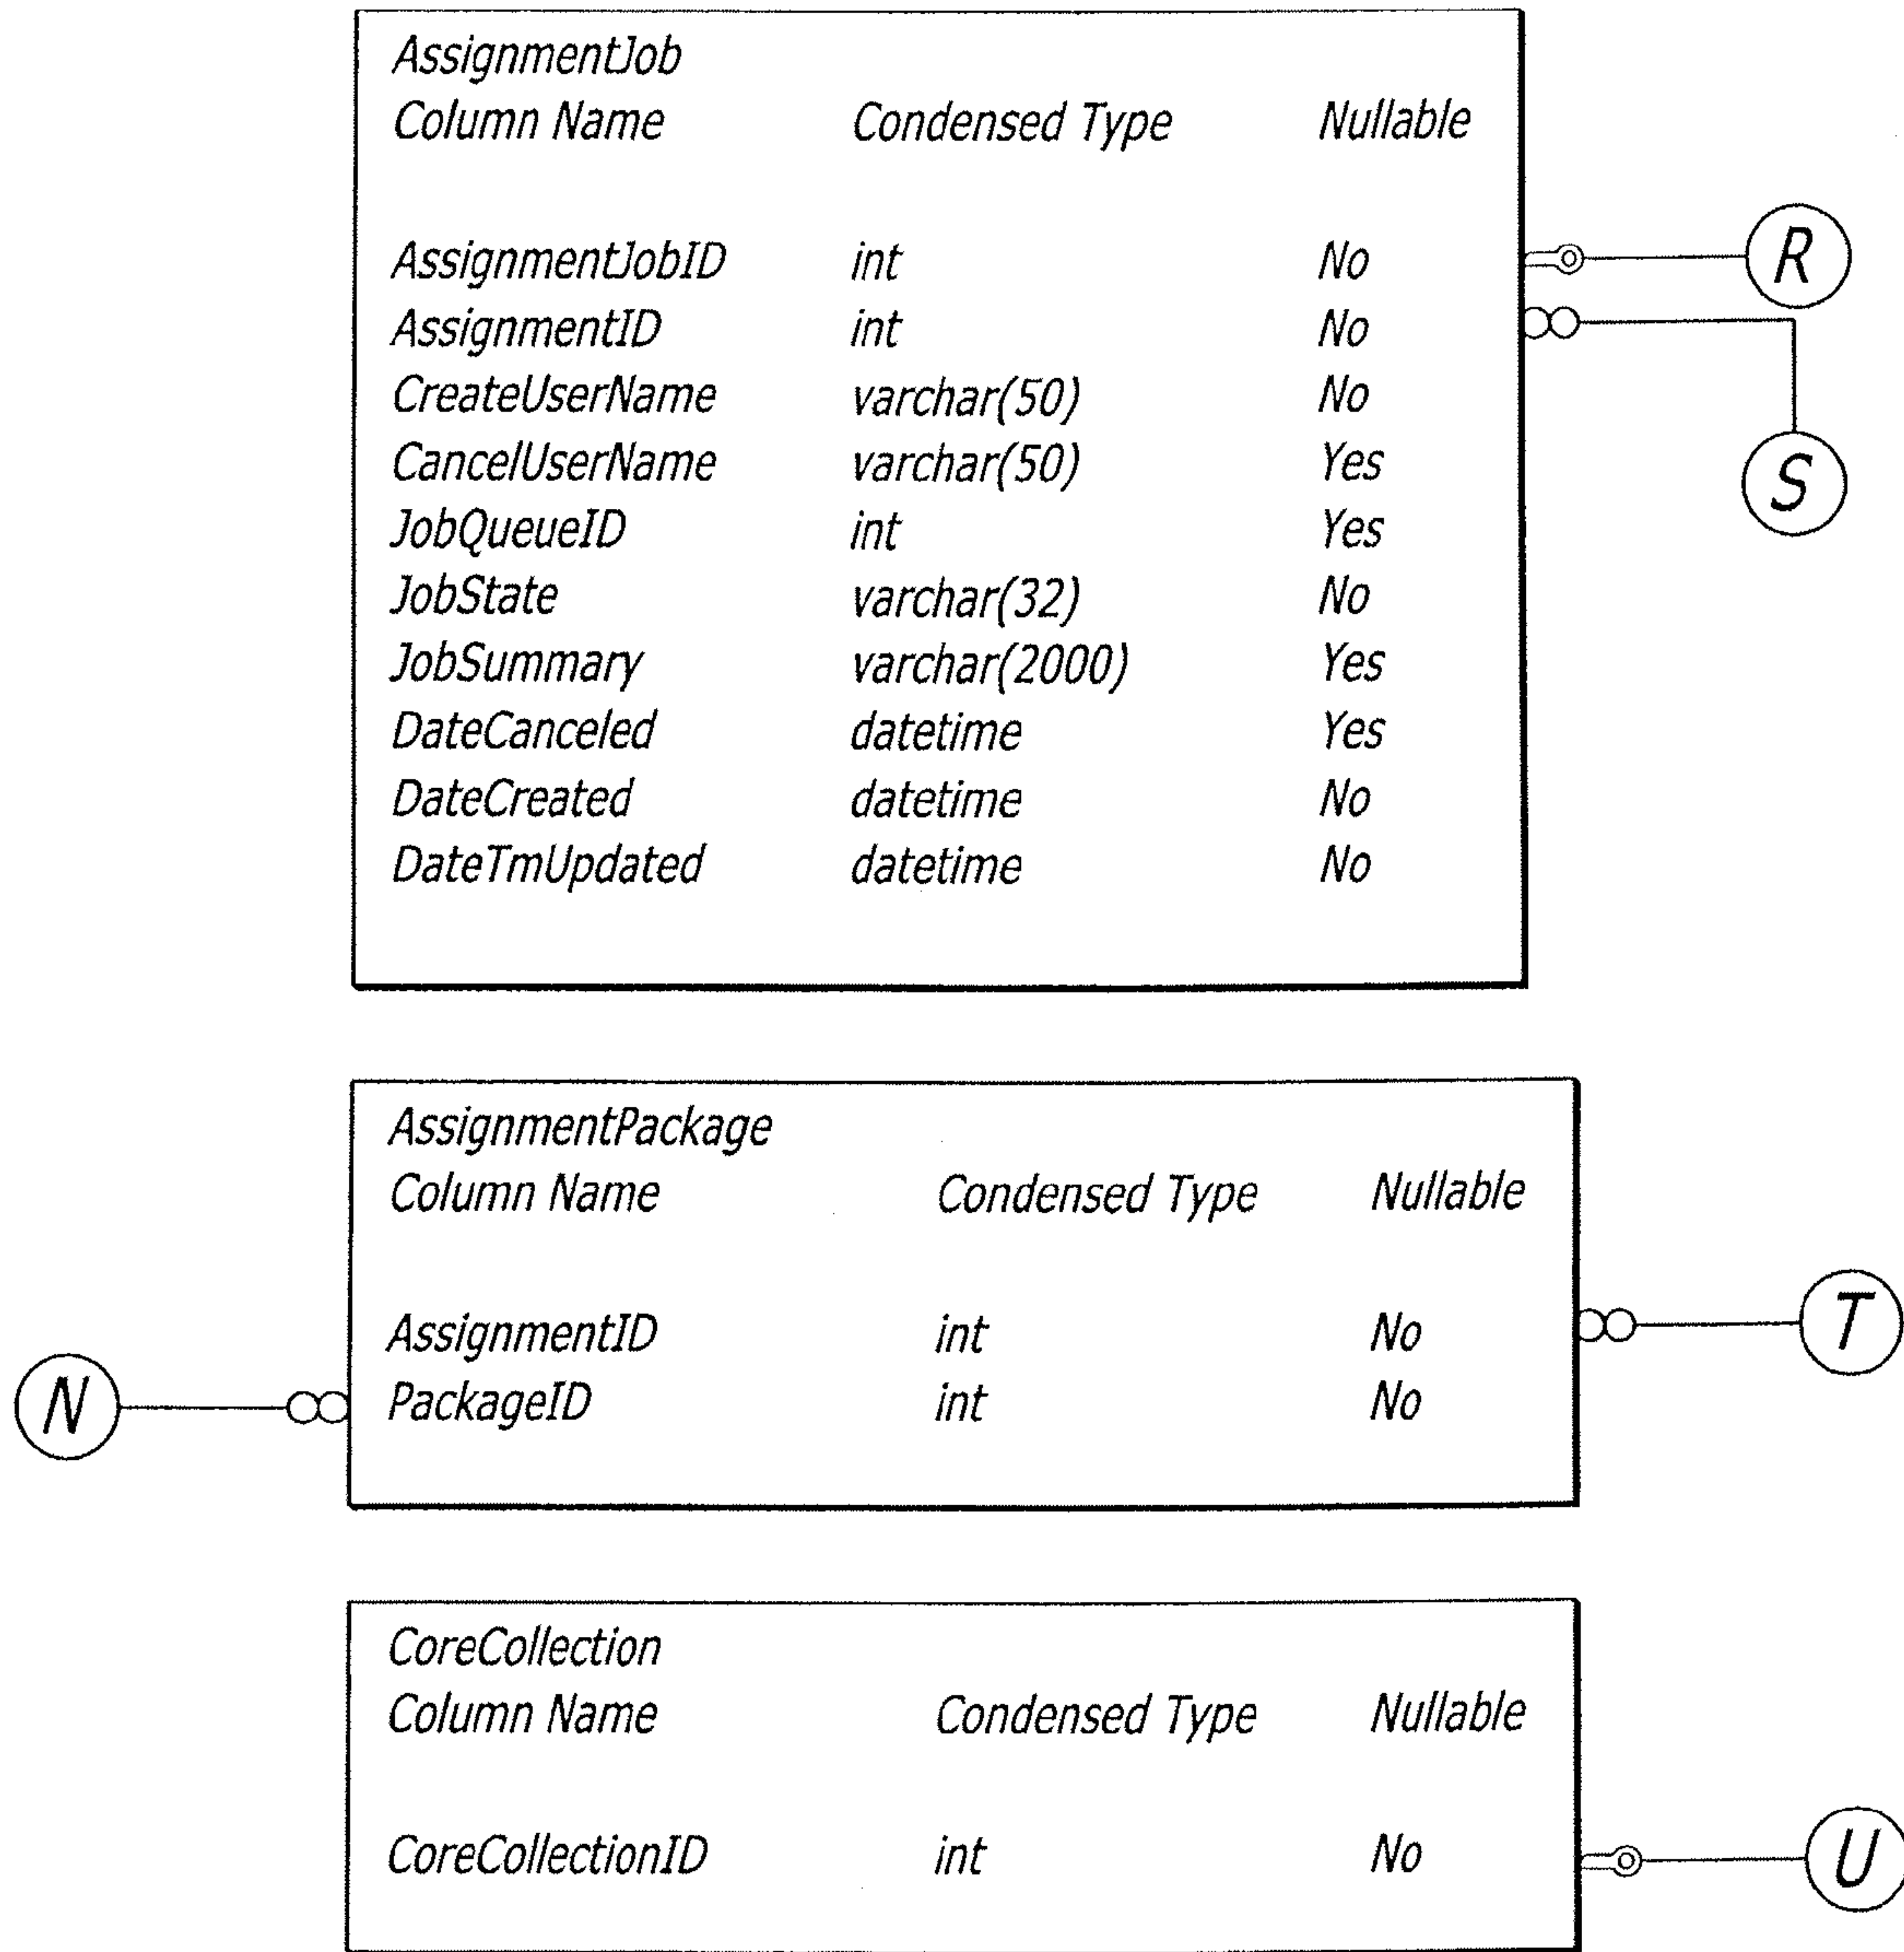 AssignmentJob
Column Name Condensed Type Nullable
AssignmentJobID int No R
AssignmentID int No
CreateUserName varchar(50) No
CancelUserName varchar(50) Yes S
JobQueueID int Yes
JobState varchar(32) No
JobSummary varchar(2000) Yes
DateCanceled datetime Yes
DateCreated datetime No
DateTmUpdated datetime No
AssignmentPackage
Column Name Condensed Type Nullable
AssignmentID int No T
N PackageID int No
CoreCollection
Column Name Condensed Type Nullable
CoreCollectionID int No U